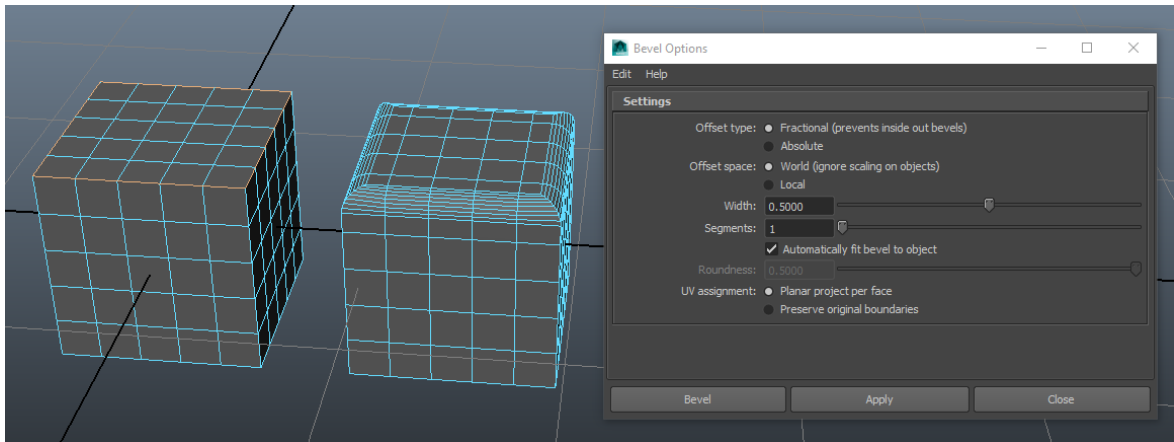 Bevel Options
Edit Help
Settings
Offset type: Fractional (prevents inside out bevels)
Absolute
Offset space: World (ignore scaling on objects)
Local
Width: 0.5000
Segments: 1
Automatically fit bevel to object
Roundness: 0.5000
UV assignment: Planar project per face
Preserve original boundaries
Bevel Apply Close